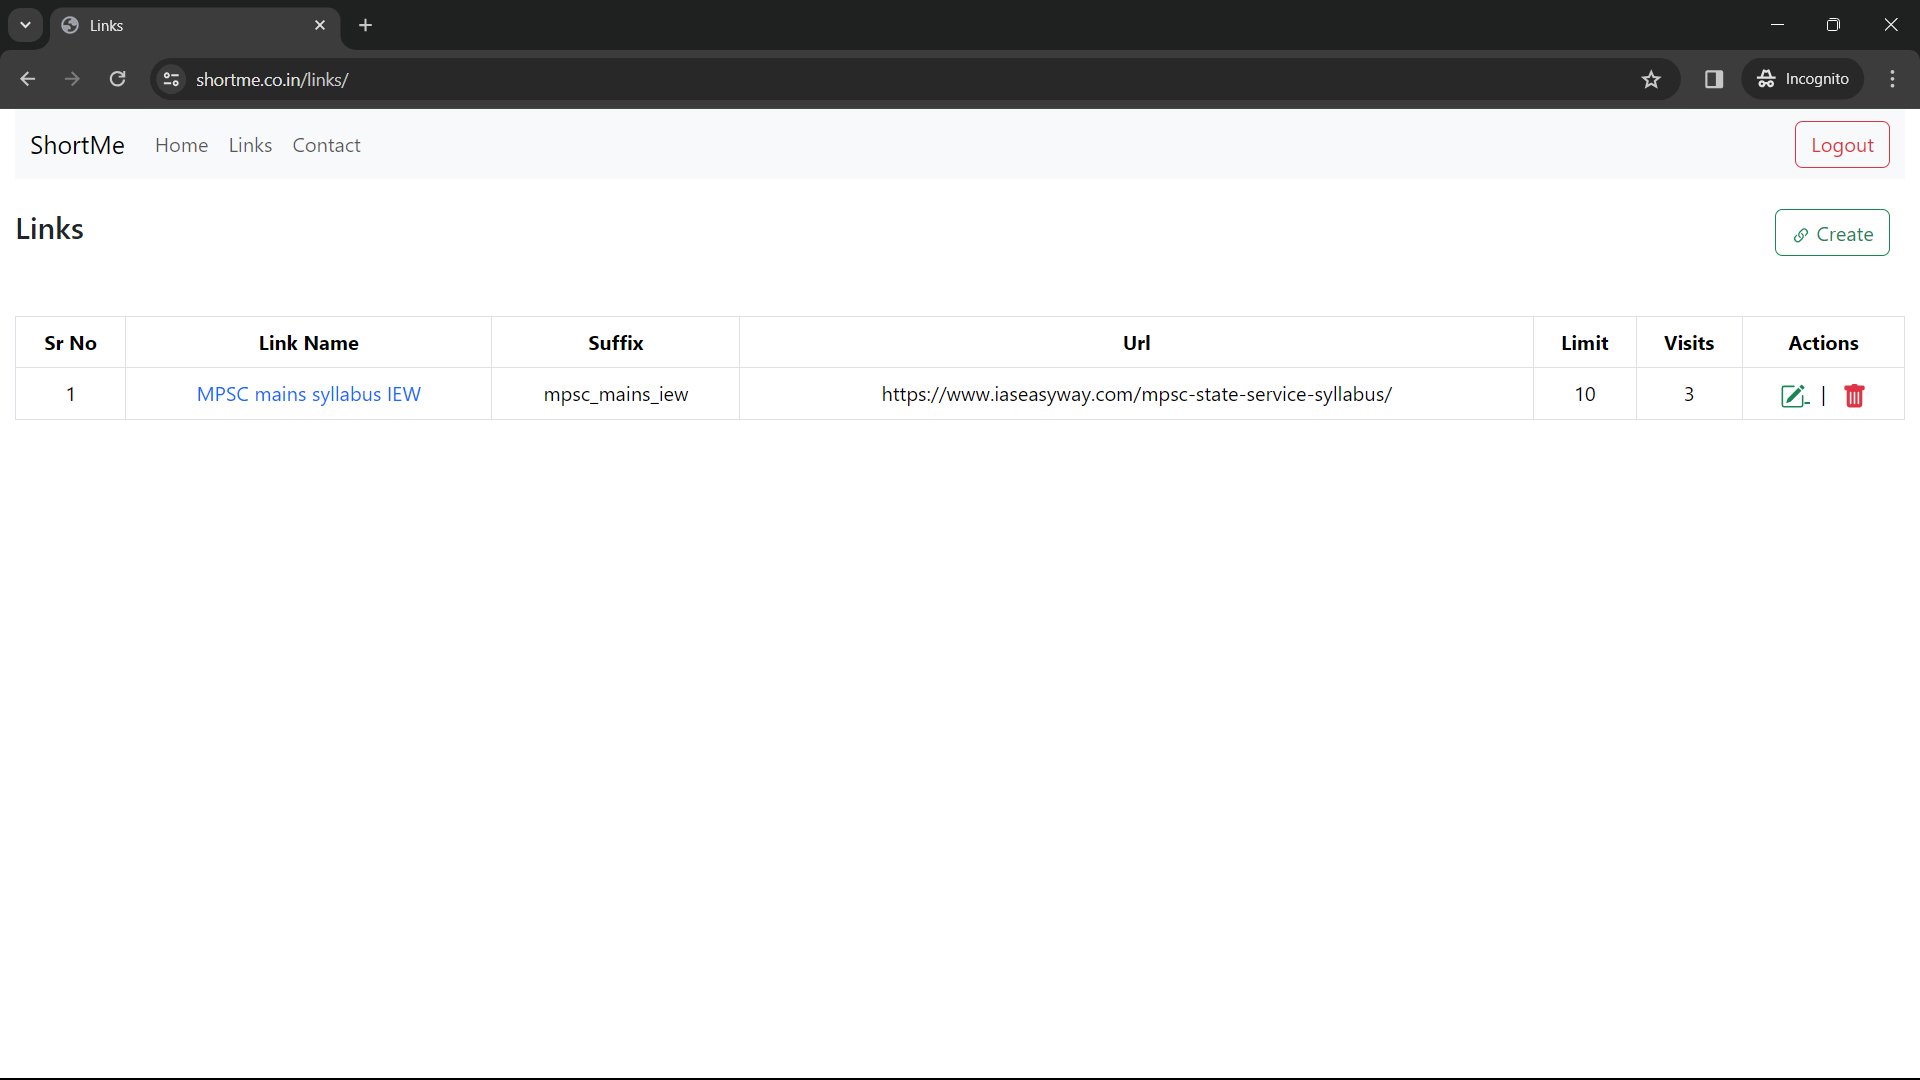 Links
shortme.co.in/links/
Incognito
ShortMe Home Links Contact Logout
Links
Create
Sr No Link Name Suffix Url Limit Visits Actions
1 MPSC mains syllabus IEW mpsc_mains_iew https://www.iaseasyway.com/mpsc-state-service-syllabus/ 10 3 |